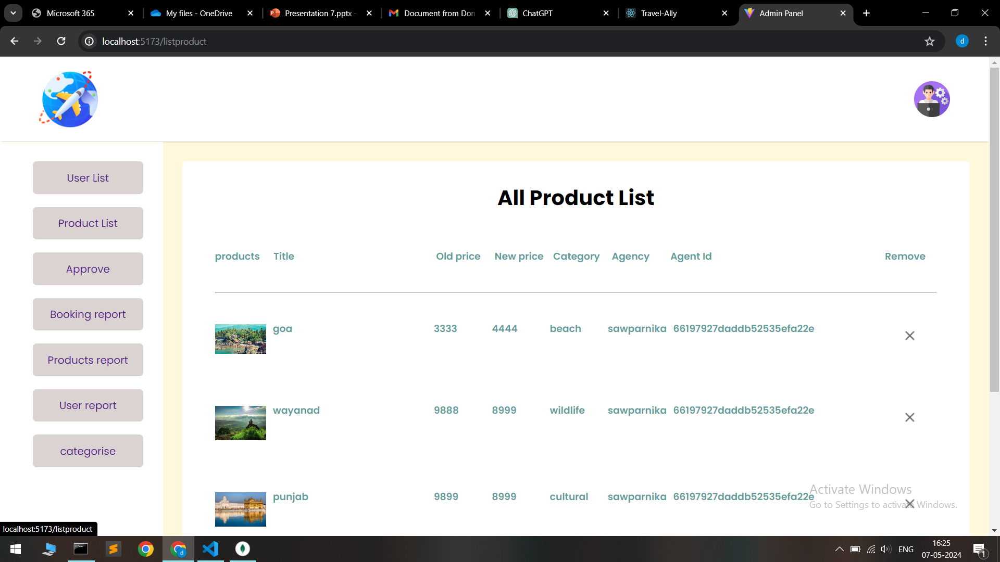 Microsoft 365
My files - OneDrive
Presentation 7.pptx -
Document from Don
ChatGPT
Travel-Ally
Admin Panel
localhost:5173/listproduct
d
User List
Product List
Approve
Booking report
Products report
User report
categorise
All Product List
products Title Old price New price Category Agency Agent Id Remove
goa 3333 4444 beach sawparnika 66197927daddb52535efa22e
wayanad 9888 8999 wildlife sawparnika 66197927daddb52535efa22e
punjab 9899 8999 cultural sawparnika 66197927daddb52535efa22e
Activate Windows
Go to Settings to activate Windows.
localhost:5173/listproduct
d
ENG
16:25
07-05-2024
1